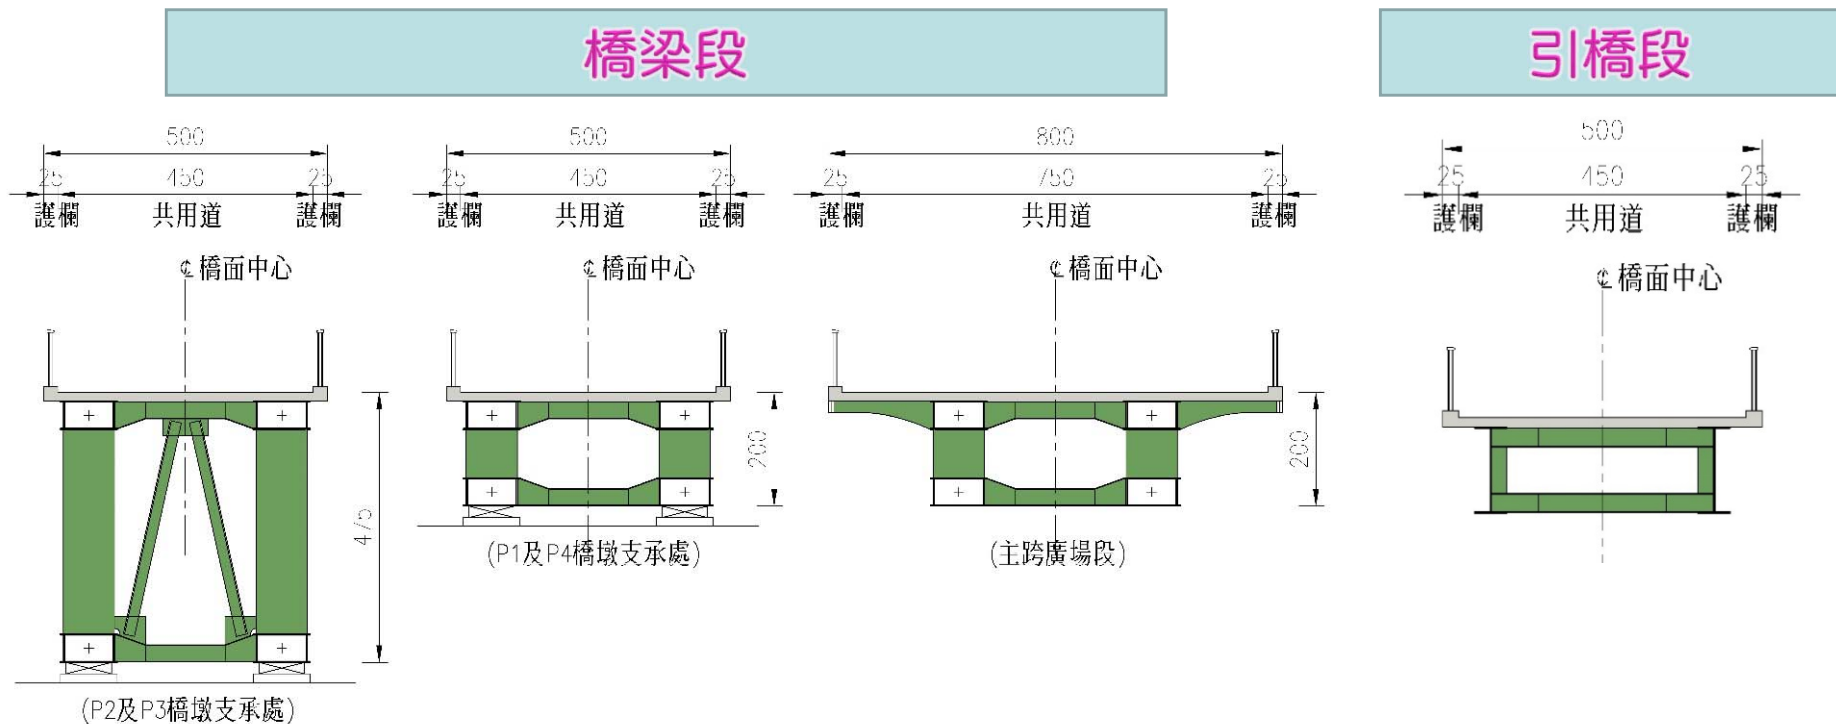 橋梁段
引橋段
500
25 450 25
護欄 共用道 護欄
℄ 橋面中心
475
(P2及P3橋墩支承處)
500
25 450 25
護欄 共用道 護欄
℄ 橋面中心
200
(P1及P4橋墩支承處)
800
25 750 25
護欄 共用道 護欄
℄ 橋面中心
200
(主跨廣場段)
500
25 450 25
護欄 共用道 護欄
℄ 橋面中心